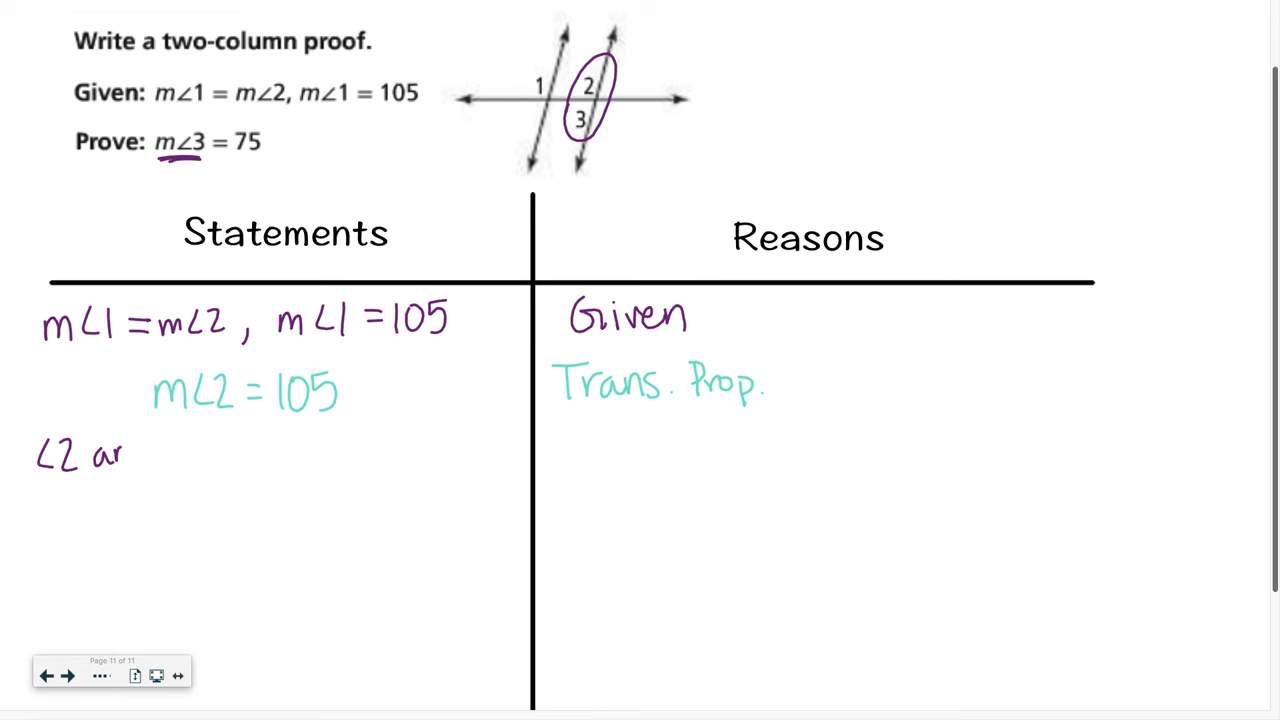 Write a two-column proof.
Given: m∠1 = m∠2, m∠1 = 105
Prove: m∠3 = 75
1 2
3
Statements Reasons
m∠1 = m∠2, m∠1 = 105 Given
m∠2 = 105 Trans. Prop.
∠2 ar
Page 11 of 11